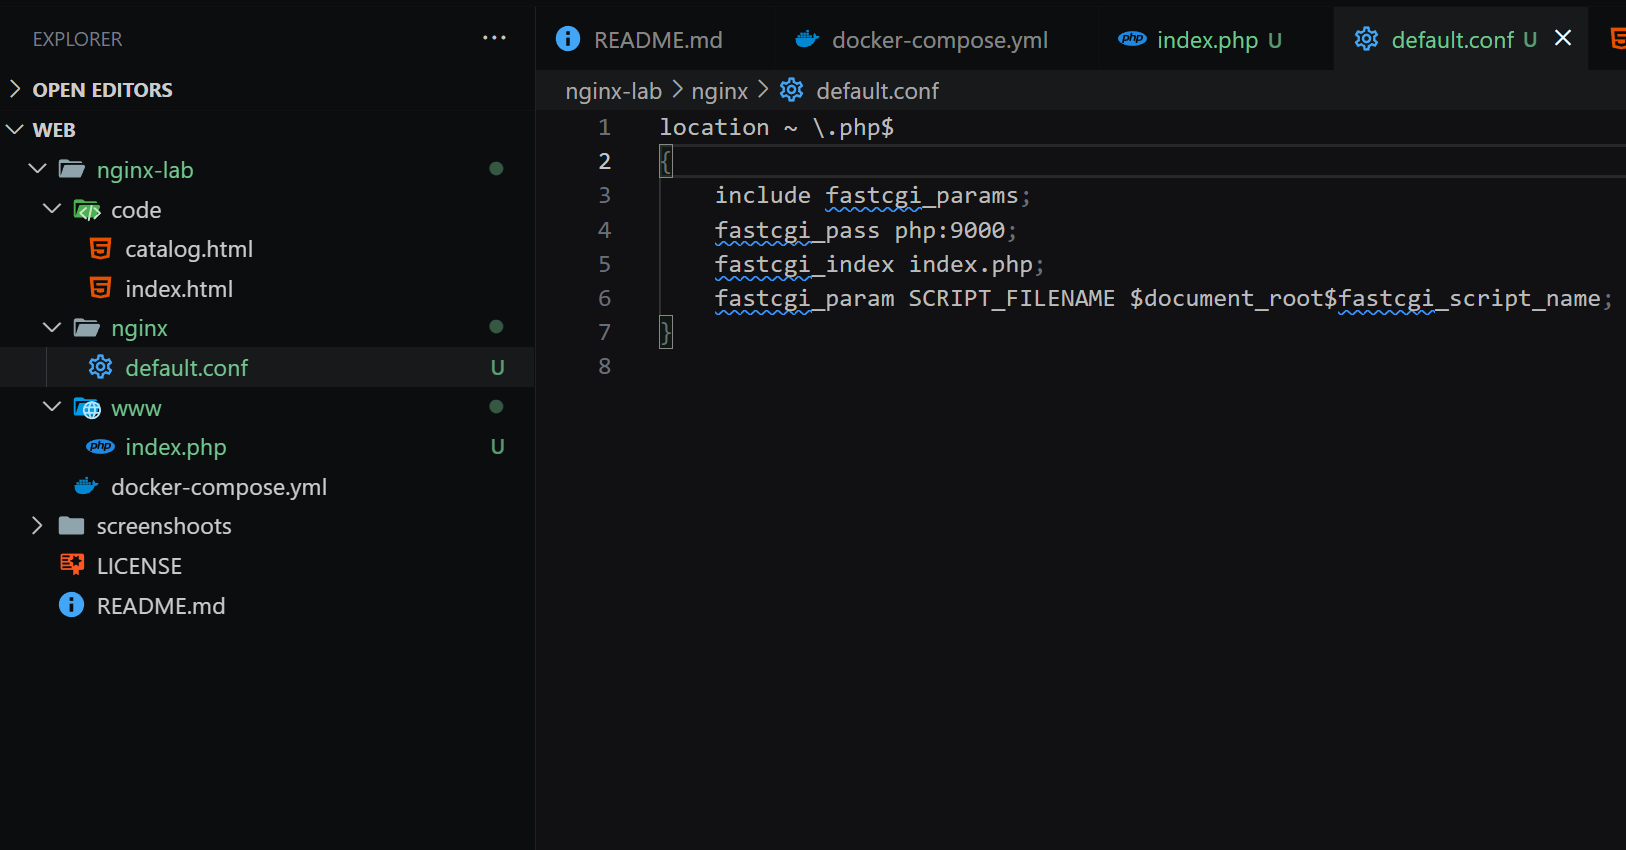 EXPLORER ...
OPEN EDITORS
WEB
nginx-lab
code
catalog.html
index.html
nginx
default.conf U
www
index.php U
docker-compose.yml
screenshoots
LICENSE
README.md
README.md docker-compose.yml index.php U default.conf U
nginx-lab > nginx > default.conf
1 location ~ \.php$
2 {
3 include fastcgi_params;
4 fastcgi_pass php:9000;
5 fastcgi_index index.php;
6 fastcgi_param SCRIPT_FILENAME $document_root$fastcgi_script_name;
7 }
8